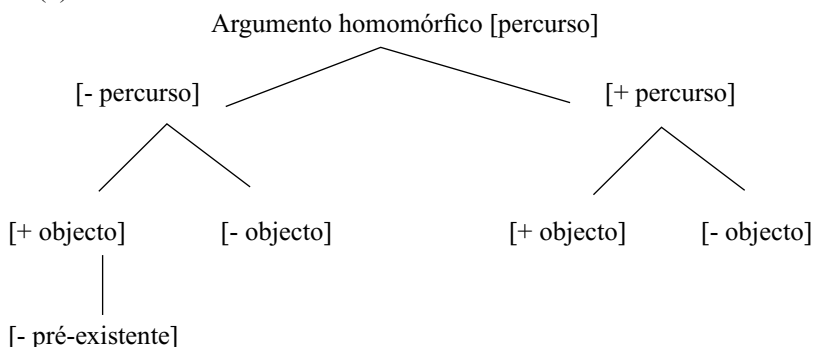 Argumento homomórfico [percurso]
[- percurso] [+ percurso]
[+ objecto] [- objecto] [+ objecto] [- objecto]
[- pré-existente]